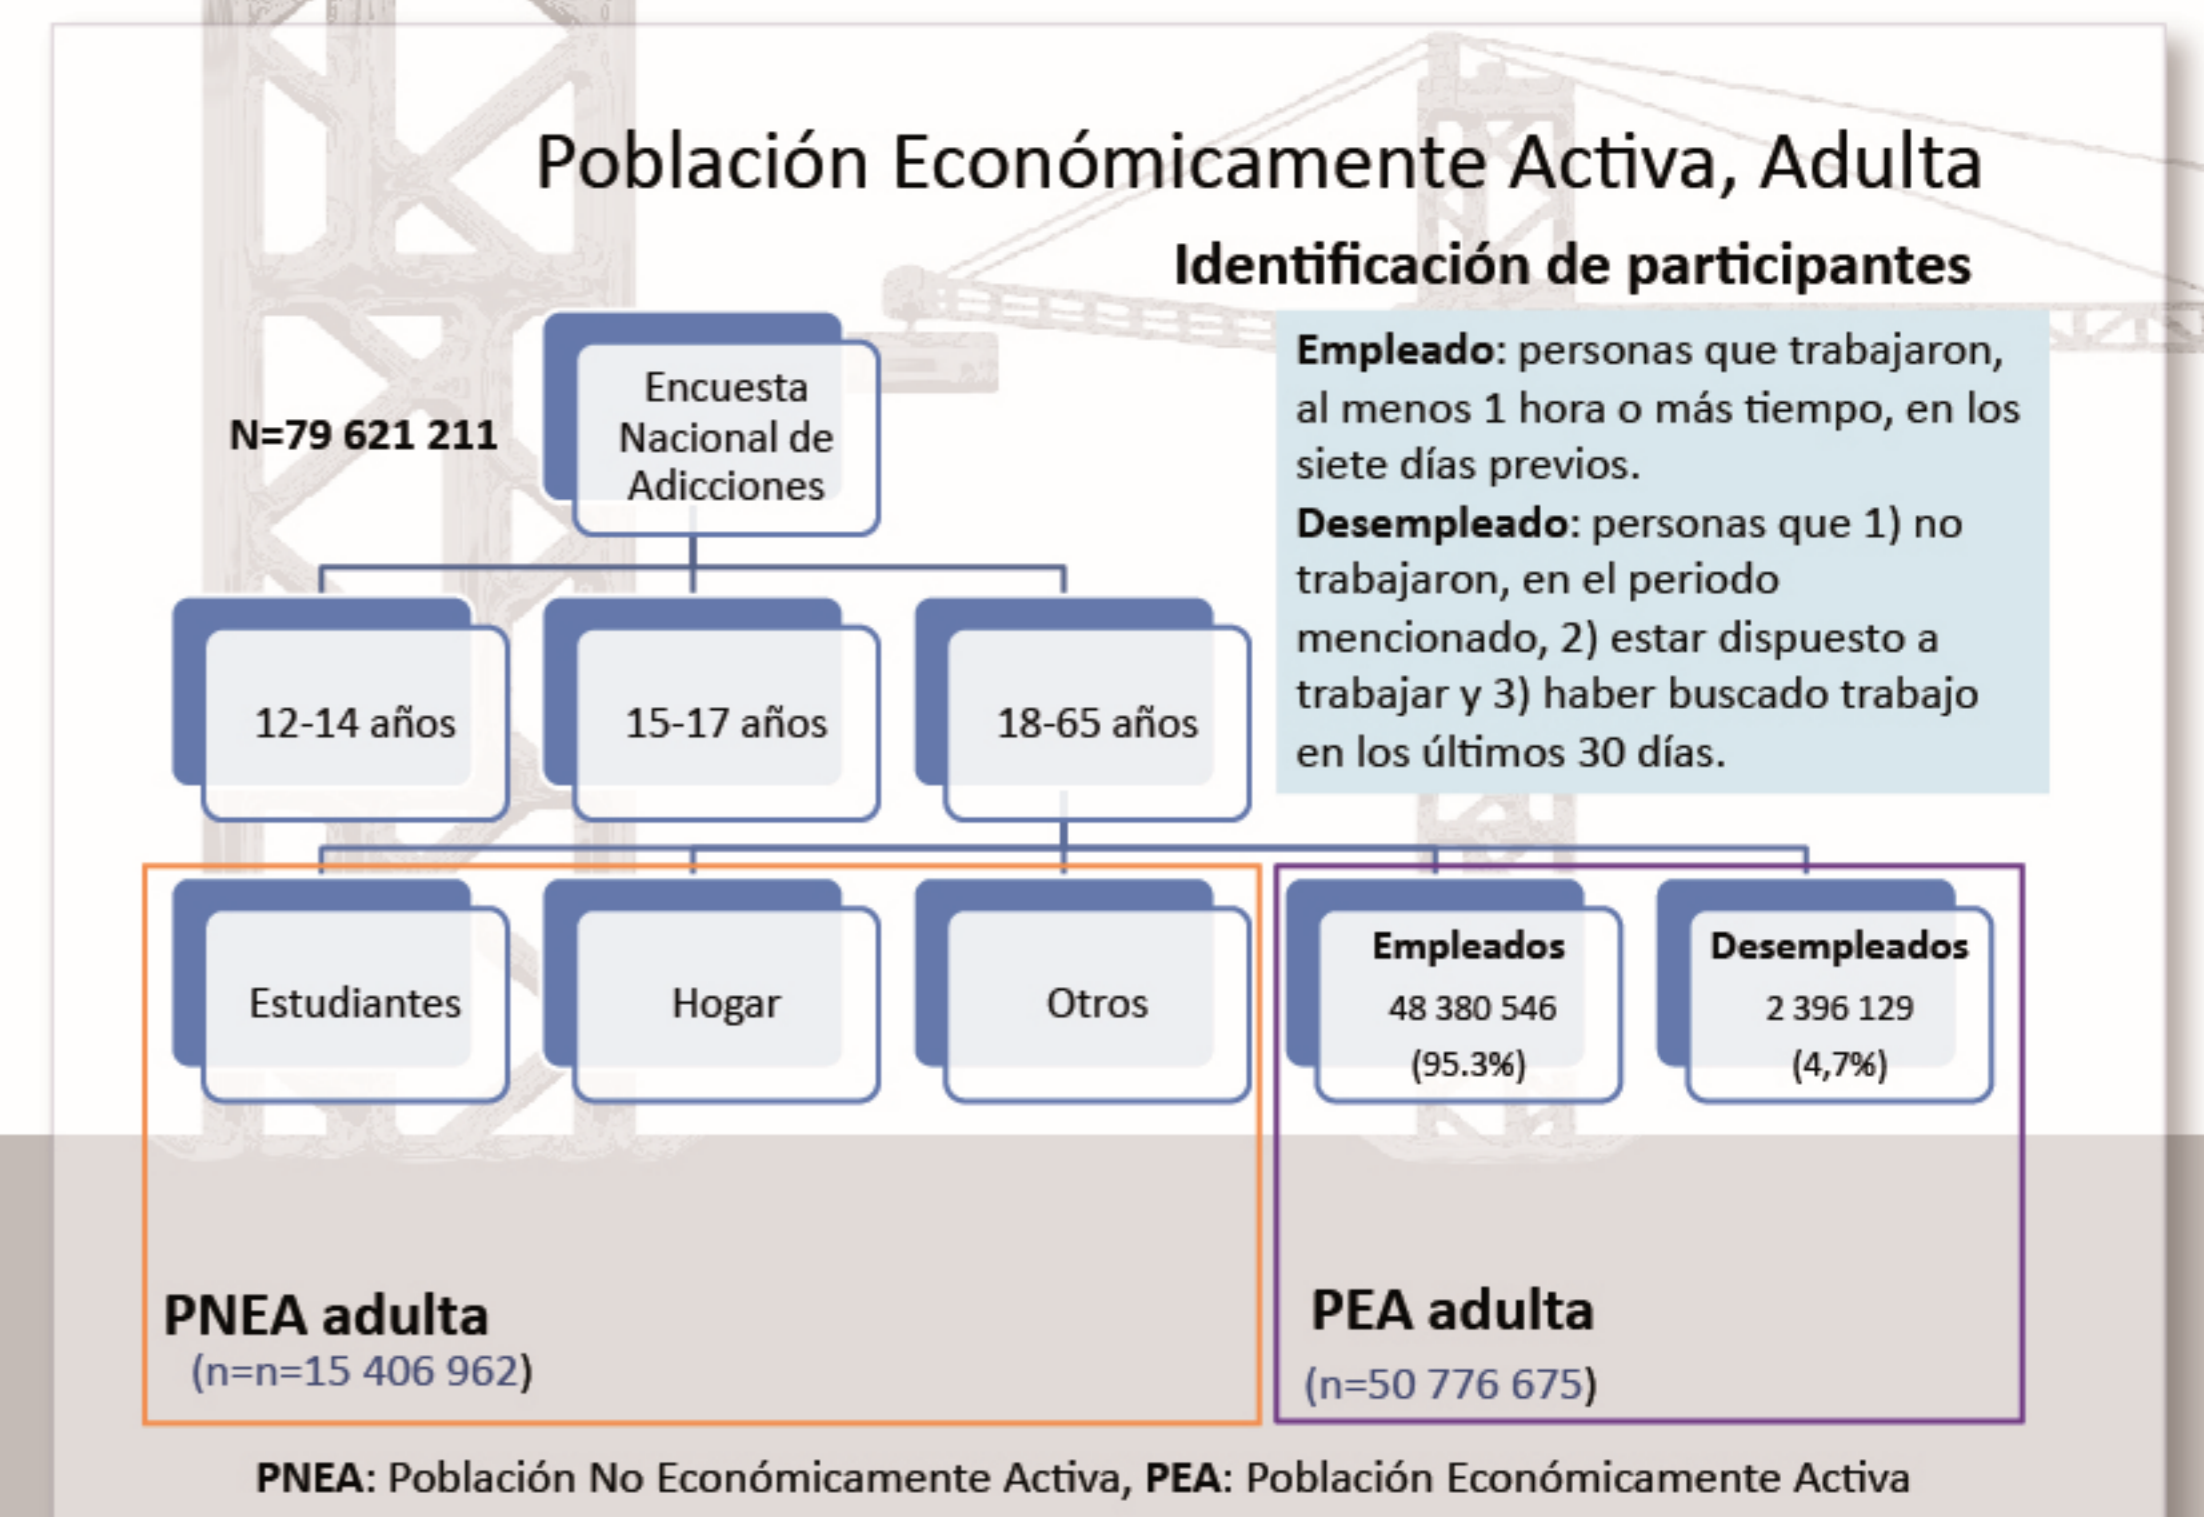 Población Económicamente Activa, Adulta
Identificación de participantes
N=79 621 211
Encuesta
Nacional de
Adicciones
Empleado: personas que trabajaron,
al menos 1 hora o más tiempo, en los
siete días previos.
Desempleado: personas que 1) no
trabajaron, en el periodo
mencionado, 2) estar dispuesto a
trabajar y 3) haber buscado trabajo
en los últimos 30 días.
12-14 años
15-17 años
18-65 años
Estudiantes
Hogar
Otros
Empleados
48 380 546
(95.3%)
Desempleados
2 396 129
(4,7%)
PNEA adulta
(n=n=15 406 962)
PEA adulta
(n=50 776 675)
PNEA: Población No Económicamente Activa, PEA: Población Económicamente Activa